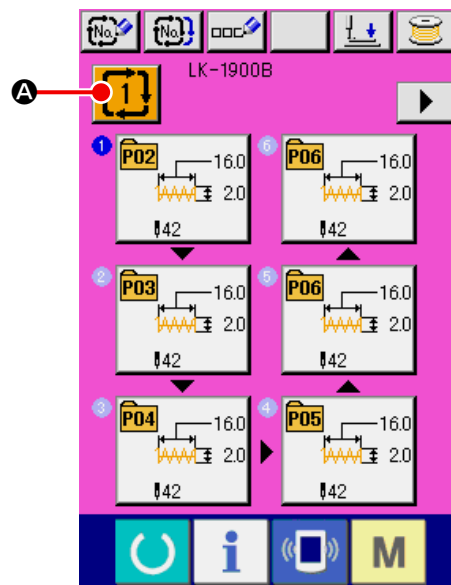 No. No.
LK-1900B
A
1
1 P02 16.0 2.0 42
6 P06 16.0 2.0 42
2 P03 16.0 2.0 42
5 P06 16.0 2.0 42
3 P04 16.0 2.0 42
4 P05 16.0 2.0 42
i M